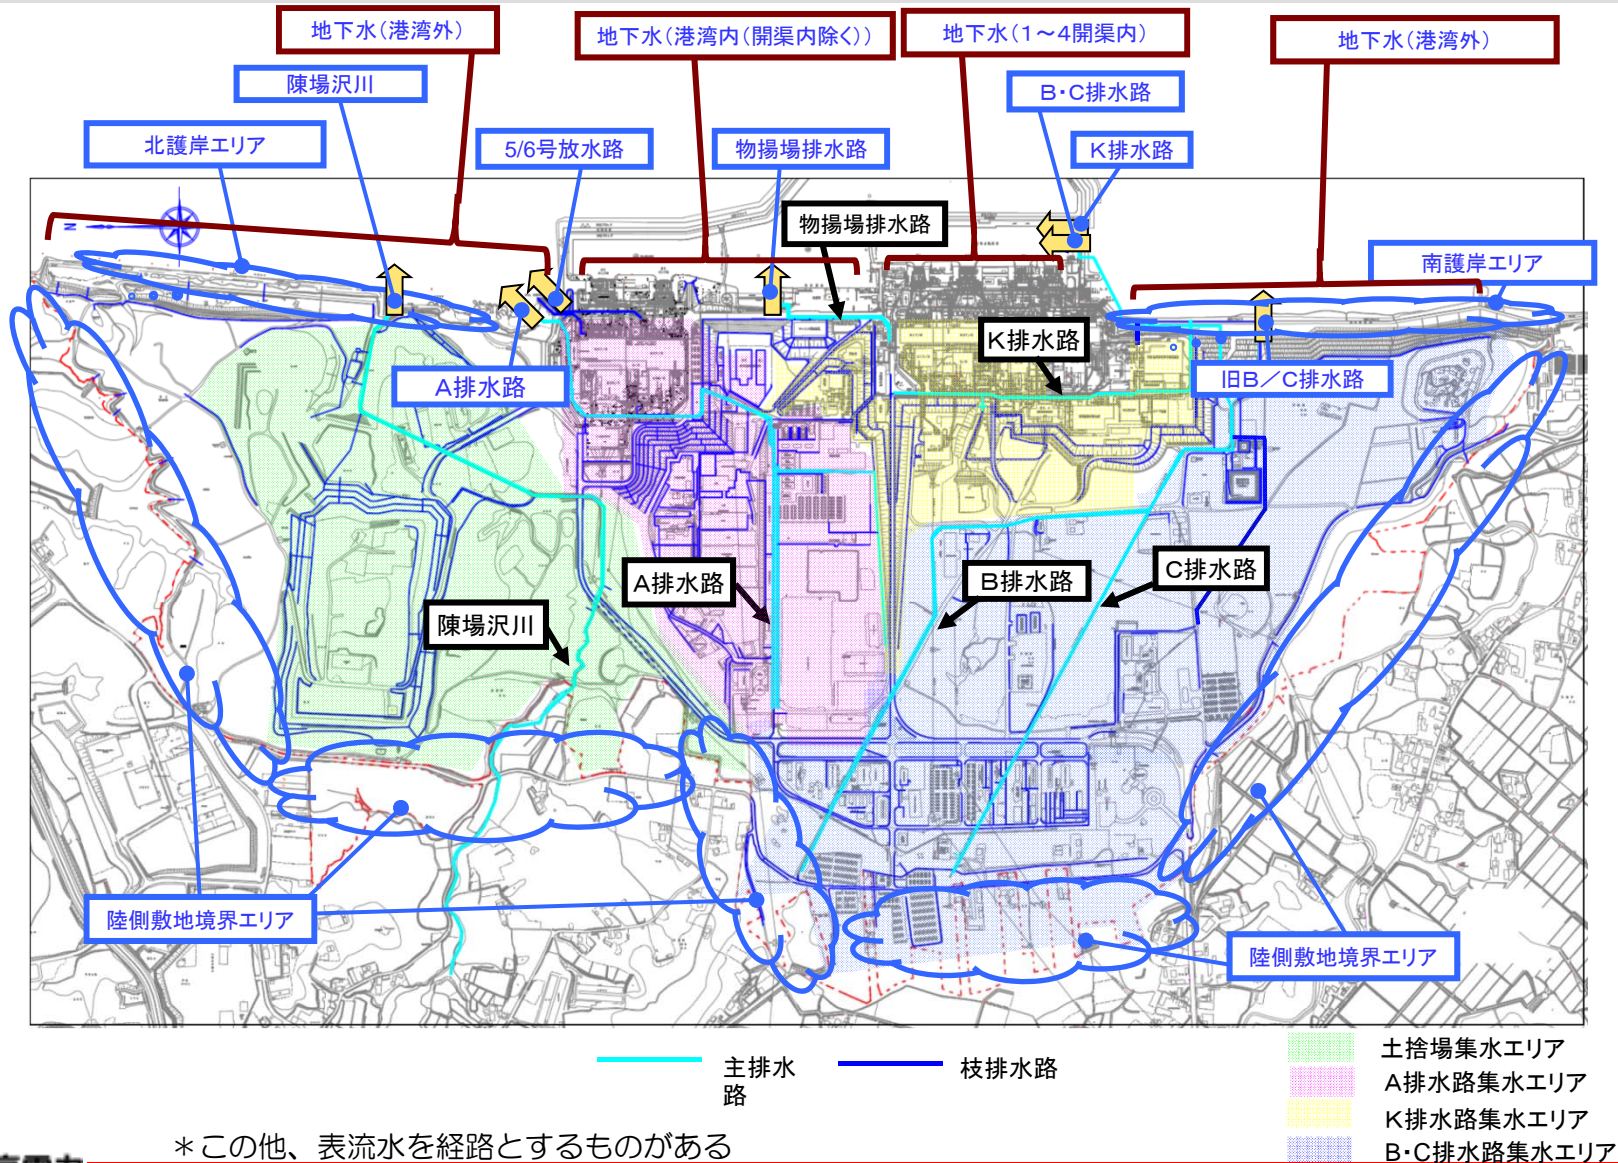 地下水（港湾外）
地下水（港湾内（開渠内除く））
地下水（1～4開渠内）
地下水（港湾外）
陳場沢川
B・C排水路
北護岸エリア
5/6号放水路
物揚場排水路
K排水路
物揚場排水路
N
南護岸エリア
K排水路
A排水路
旧B／C排水路
A排水路
B排水路
C排水路
陳場沢川
陸側敷地境界エリア
陸側敷地境界エリア
主排水
路
枝排水路
土捨場集水エリア
A排水路集水エリア
K排水路集水エリア
B・C排水路集水エリア
＊この他、表流水を経路とするものがある